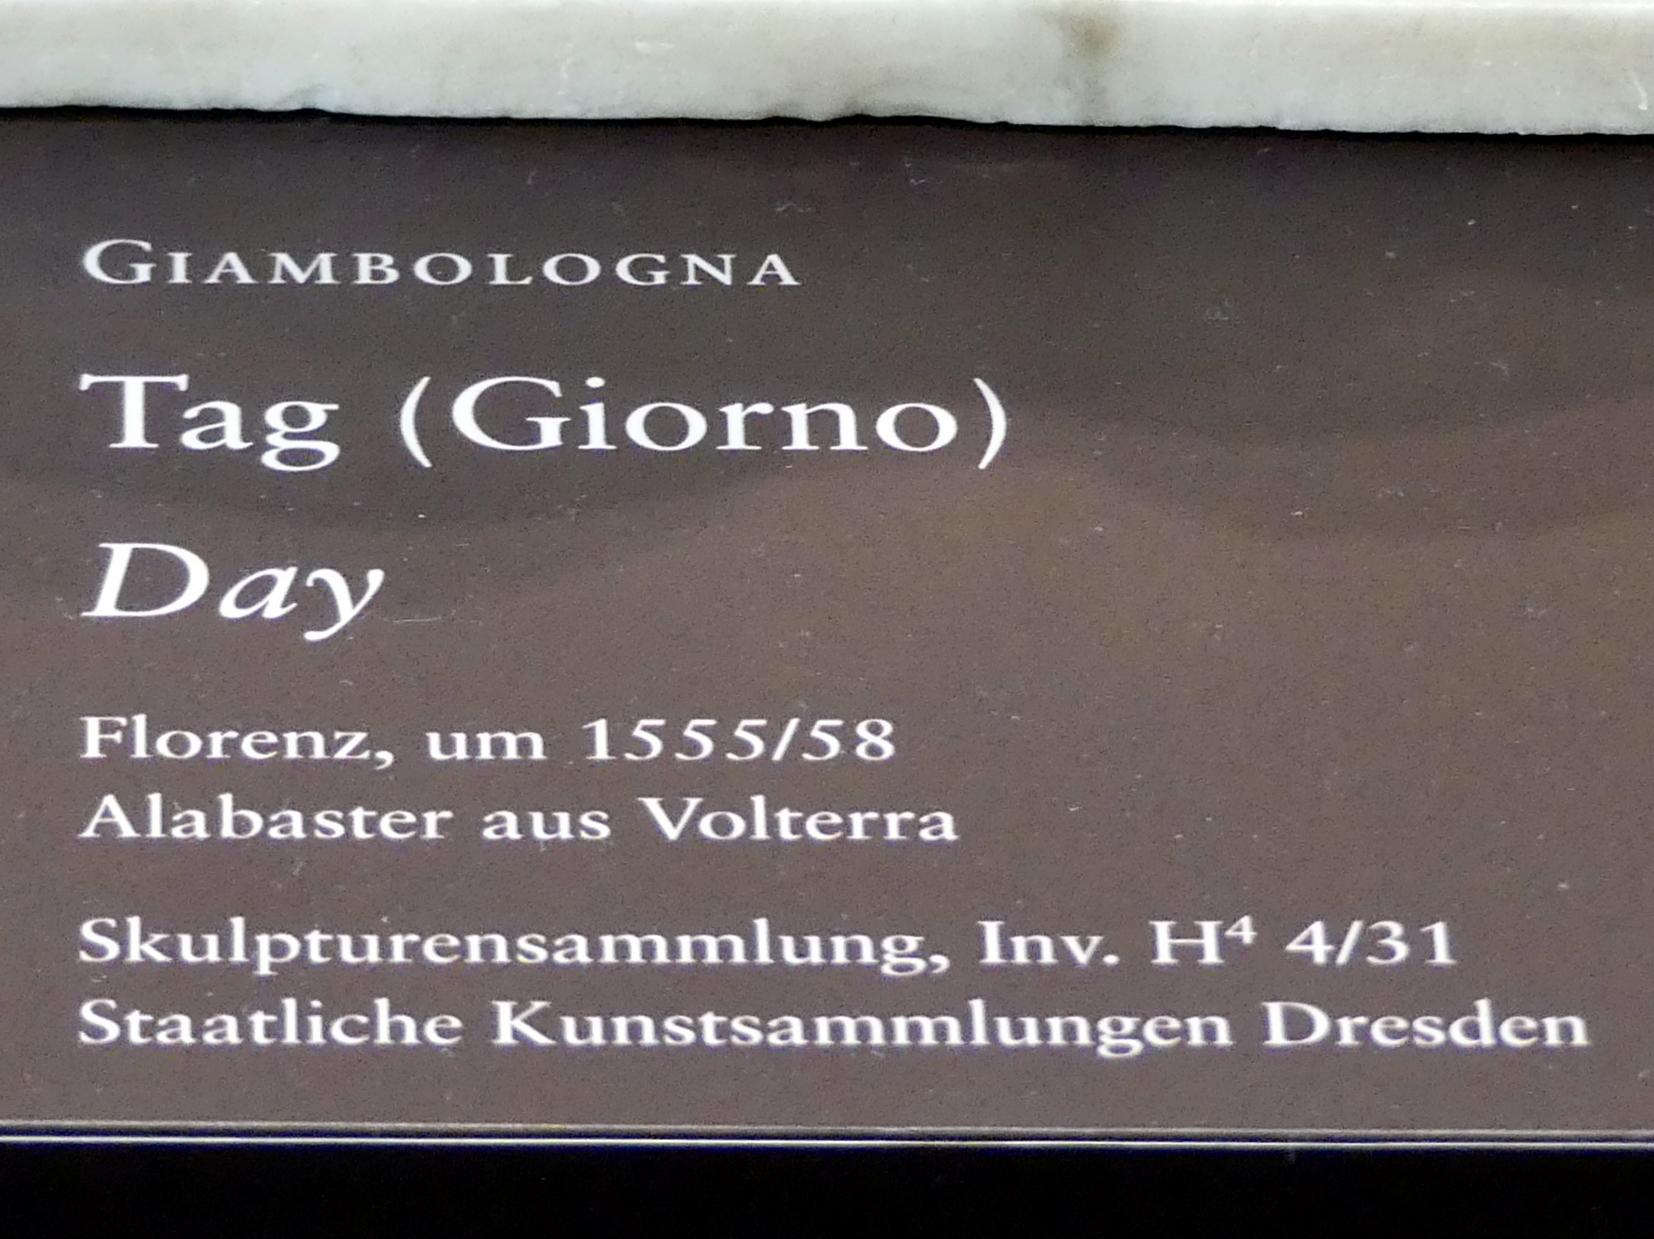 GIAMBOLOGNA
Tag (Giorno)
Day
Florenz, um 1555/58
Alabaster aus Volterra
Skulpturensammlung, Inv. H⁴ 4/31
Staatliche Kunstsammlungen Dresden